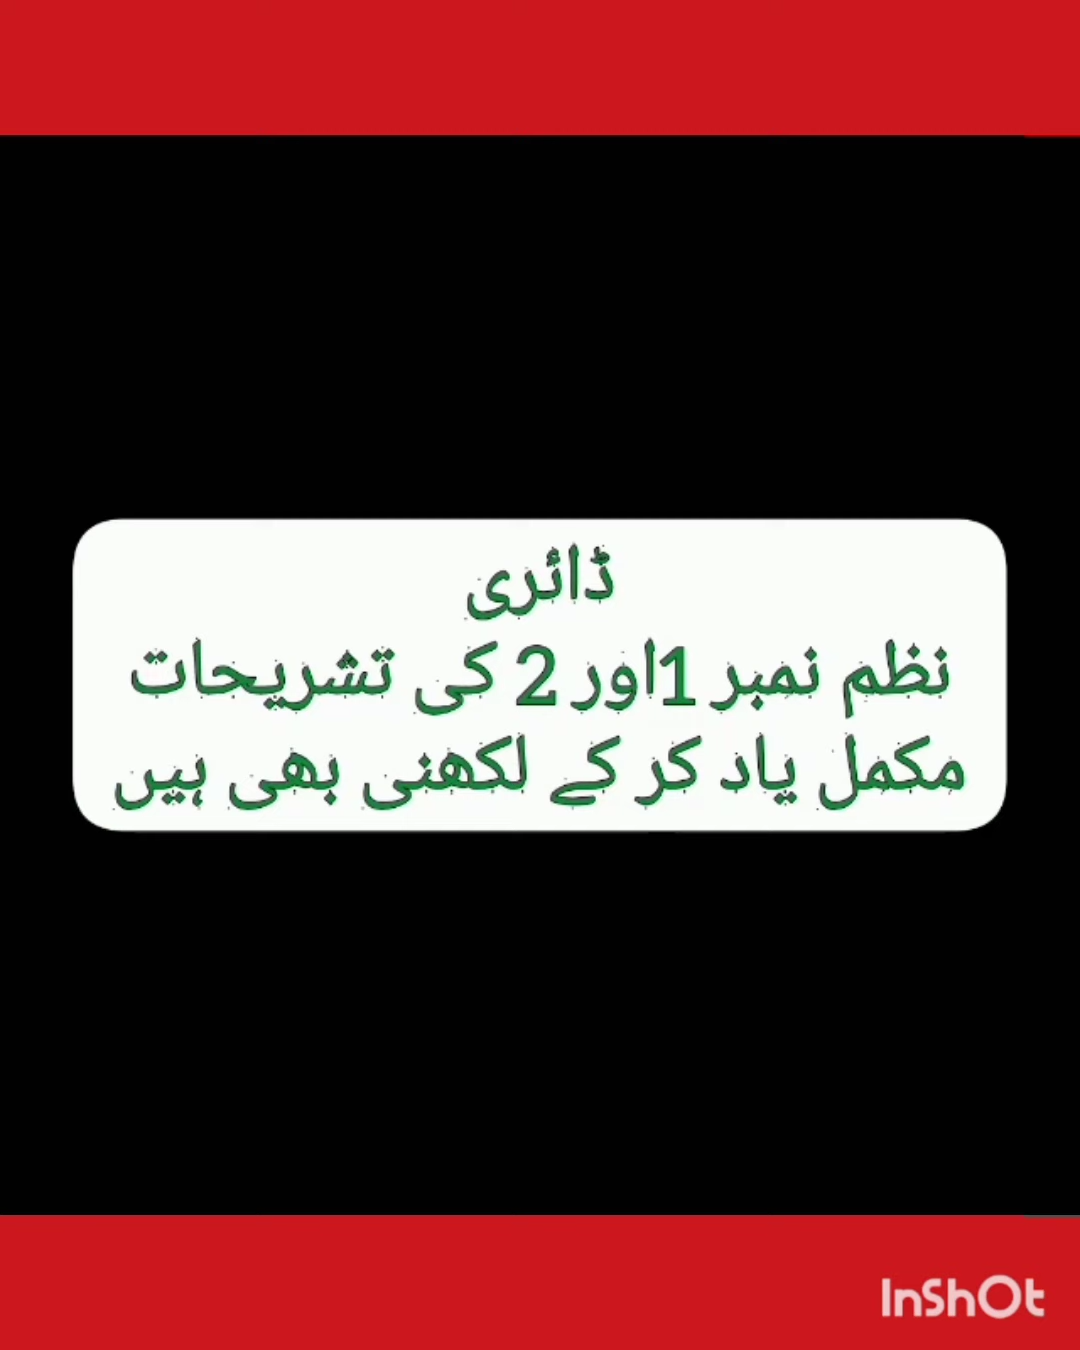 ڈائری
نظم نمبر 1اور 2 کی تشریحات
مکمل یاد کر کے لکھنی بھی ہیں
InShOt